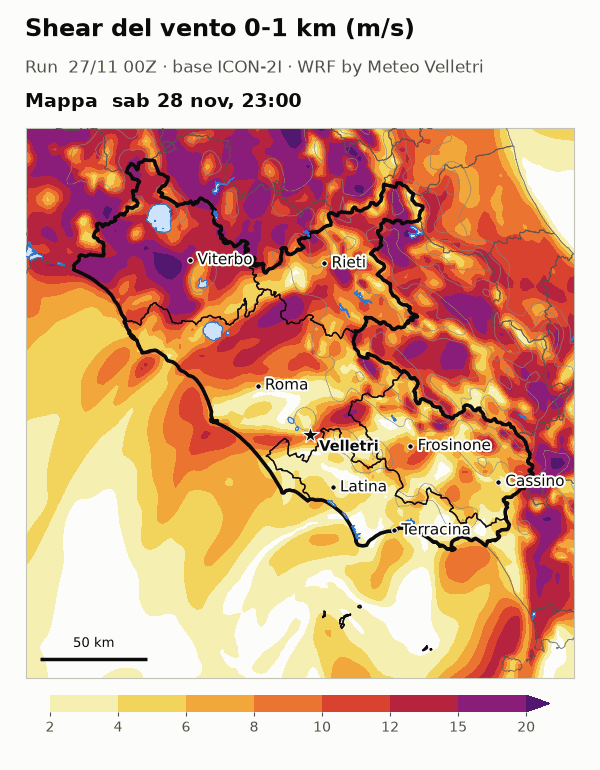 Shear del vento 0-1 km (m/s)
Run  27/11 00Z · base ICON-2I · WRF by Meteo Velletri
Mappa  sab 28 nov, 23:00
Viterbo
Rieti
Roma
Velletri
Frosinone
Latina
Cassino
Terracina
50 km
2 4 6 8 10 12 15 20